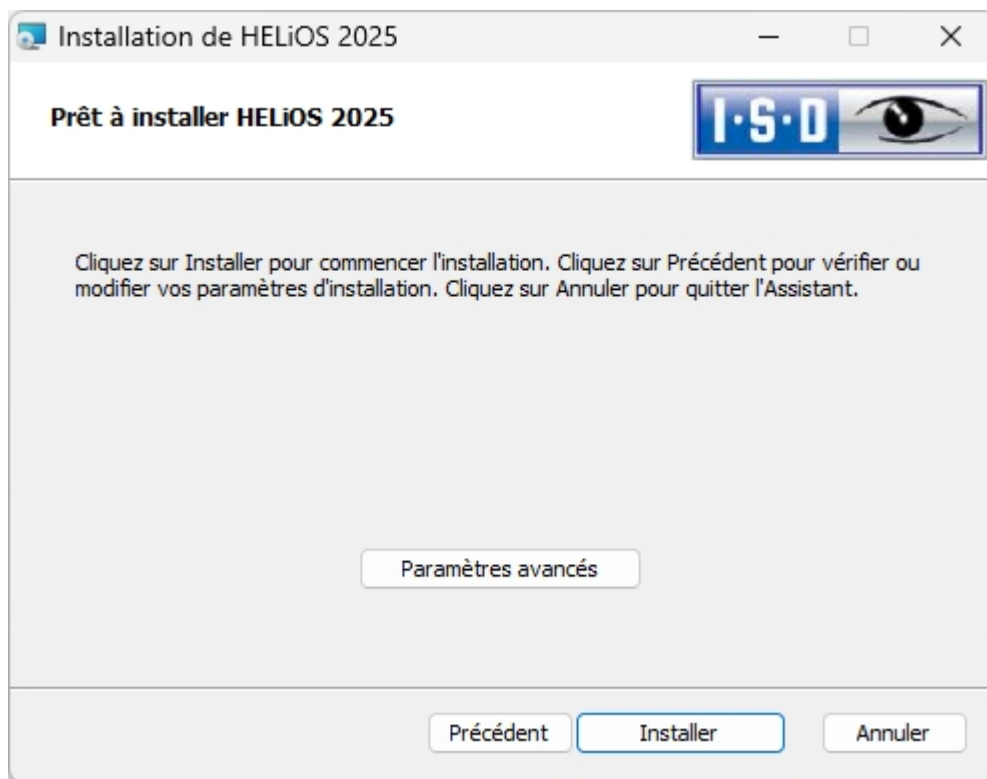 Installation de HELiOS 2025
Prêt à installer HELiOS 2025
I·S·D
Cliquez sur Installer pour commencer l'installation. Cliquez sur Précédent pour vérifier ou
modifier vos paramètres d'installation. Cliquez sur Annuler pour quitter l'Assistant.
Paramètres avancés
Précédent
Installer
Annuler